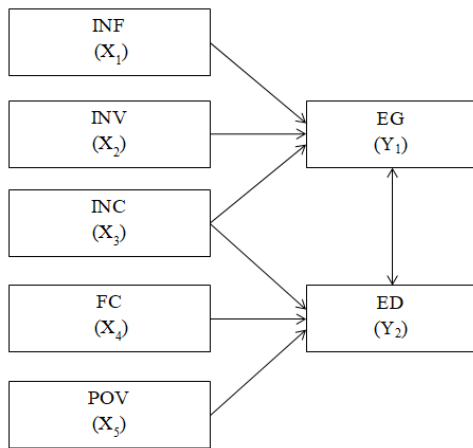 INF
(X₁)
INV
(X₂)
INC
(X₃)
FC
(X₄)
POV
(X₅)
EG
(Y₁)
ED
(Y₂)